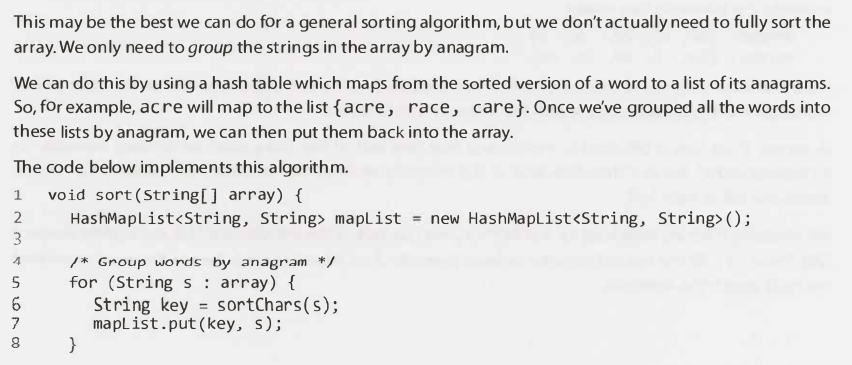 This may be the best we can do for a general sorting algorithm, but we don't actually need to fully sort the
array. We only need to group the strings in the array by anagram.
We can do this by using a hash table which maps from the sorted version of a word to a list of its anagrams.
So, for example, acre will map to the list {acre, race, care}. Once we've grouped all the words into
these lists by anagram, we can then put them back into the array.
The code below implements this algorithm.
1 void sort(String[] array) {
2 HashMapList<String, String> mapList = new HashMapList<String, String>();
3
4 /* Group words by anagram */
5 for (String s : array) {
6 String key = sortChars(s);
7 mapList.put(key, s);
8 }